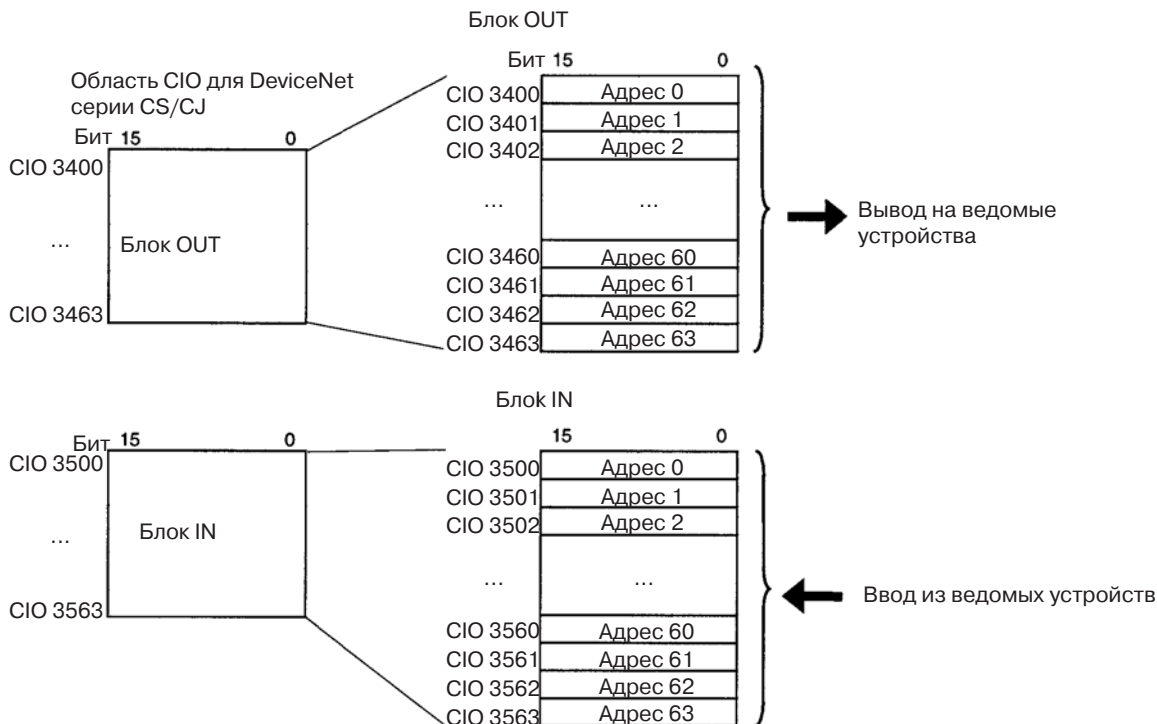 Блок OUT
Область CIO для DeviceNet
серии CS/CJ
Бит 15 0
CIO 3400
...
Блок OUT
CIO 3463
Бит 15 0
CIO 3400 Адрес 0
CIO 3401 Адрес 1
CIO 3402 Адрес 2
... ...
CIO 3460 Адрес 60
CIO 3461 Адрес 61
CIO 3462 Адрес 62
CIO 3463 Адрес 63
Вывод на ведомые
устройства
Блок IN
Бит 15 0
CIO 3500
...
Блок IN
CIO 3563
15 0
CIO 3500 Адрес 0
CIO 3501 Адрес 1
CIO 3502 Адрес 2
... ...
CIO 3560 Адрес 60
CIO 3561 Адрес 61
CIO 3562 Адрес 62
CIO 3563 Адрес 63
Ввод из ведомых устройств